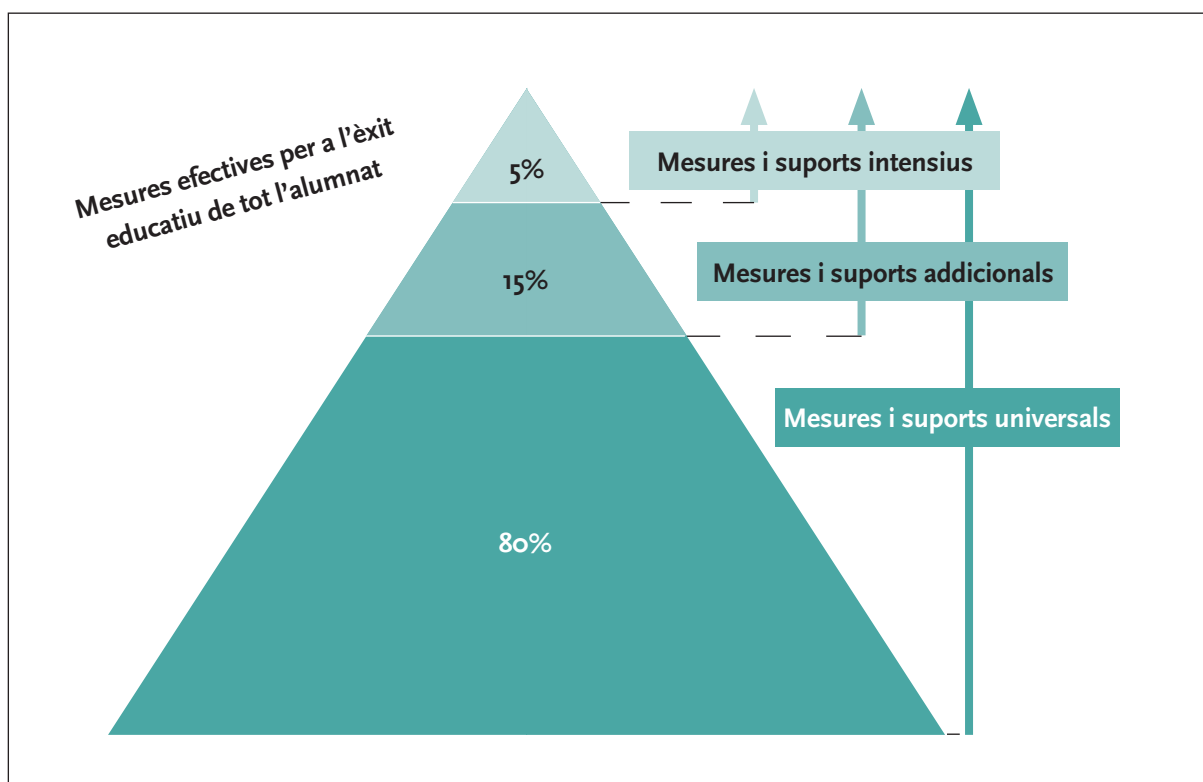 Mesures efectives per a l’èxit
educatiu de tot l’alumnat
5%
Mesures i suports intensius
15%
Mesures i suports addicionals
Mesures i suports universals
80%